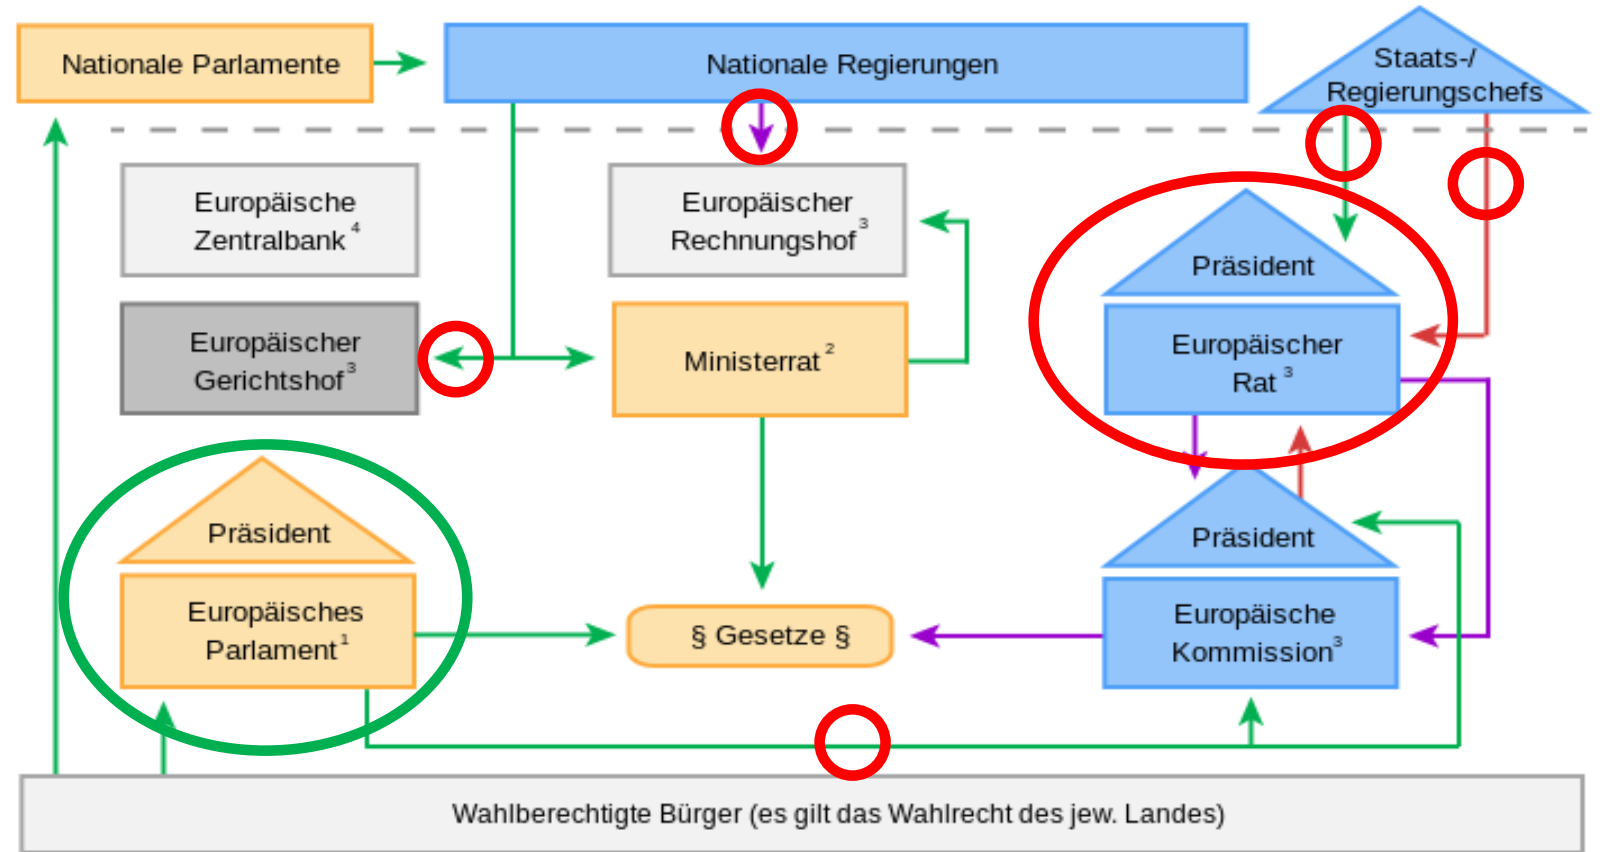 Nationale Parlamente
Nationale Regierungen
Staats-/
Regierungschefs
Europäische
Zentralbank 4
Europäischer
Rechnungshof 3
Präsident
Europäischer
Gerichtshof 3
Ministerrat 2
Europäischer
Rat 3
Präsident
Europäisches
Parlament 1
§ Gesetze §
Präsident
Europäische
Kommission 3
Wahlberechtigte Bürger (es gilt das Wahlrecht des jew. Landes)